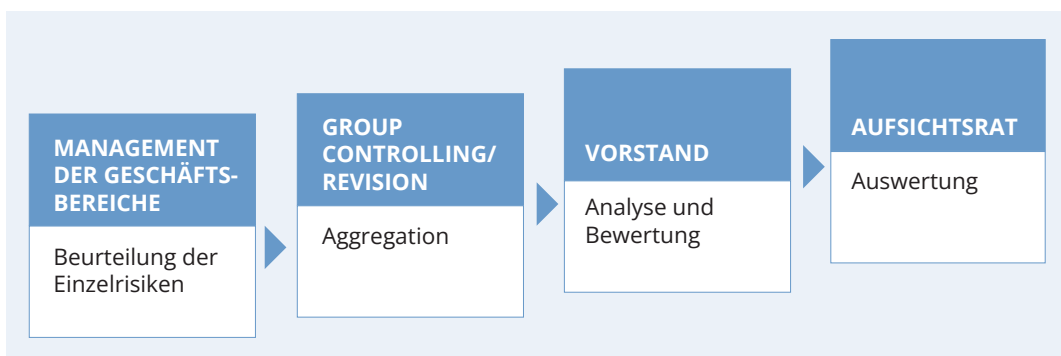 MANAGEMENT
DER GESCHÄFTS-
BEREICHE
Beurteilung der
Einzelrisiken
GROUP
CONTROLLING/
REVISION
Aggregation
VORSTAND
Analyse und
Bewertung
AUFSICHTSRAT
Auswertung